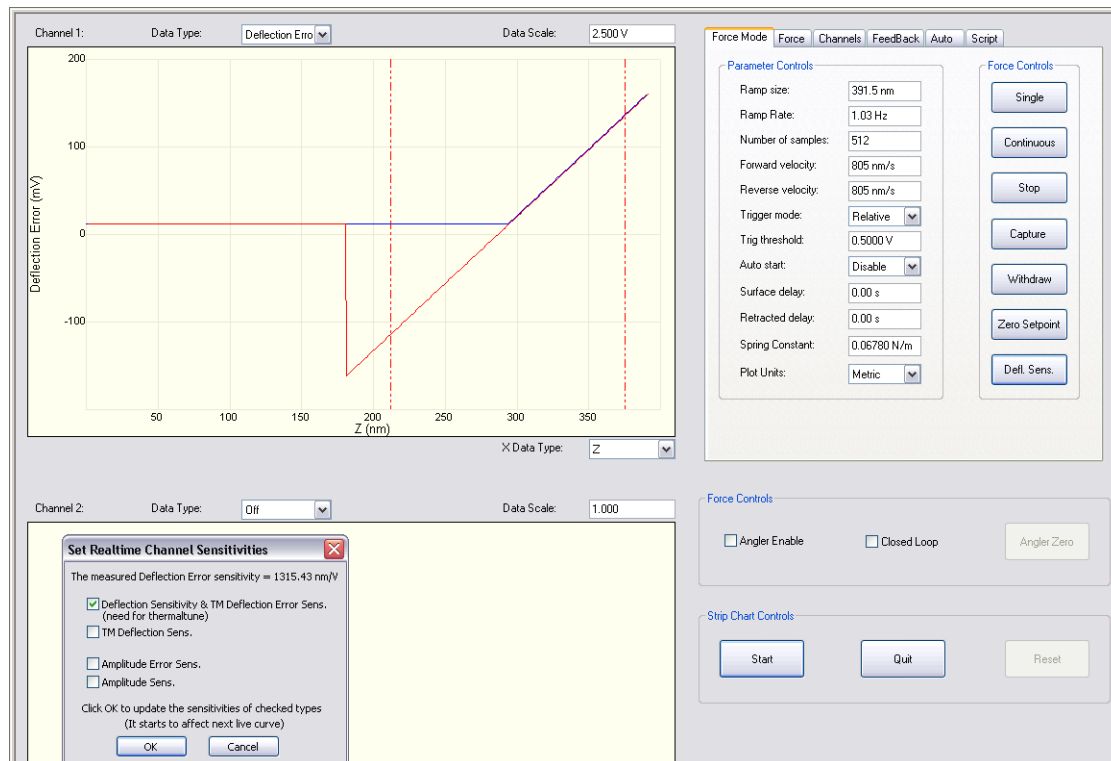 Channel 1: Data Type: Deflection Erro Data Scale: 2.500 V
200
100
0
-100
Deflection Error (mV)
50 100 150 200 250 300 350
Z (nm)
X Data Type: Z
Force Mode Force Channels FeedBack Auto Script
Parameter Controls
Ramp size: 391.5 nm
Ramp Rate: 1.03 Hz
Number of samples: 512
Forward velocity: 805 nm/s
Reverse velocity: 805 nm/s
Trigger mode: Relative
Trig threshold: 0.5000 V
Auto start: Disable
Surface delay: 0.00 s
Retracted delay: 0.00 s
Spring Constant: 0.06780 N/m
Plot Units: Metric
Force Controls
Single
Continuous
Stop
Capture
Withdraw
Zero Setpoint
Defl. Sens.
Channel 2: Data Type: Off Data Scale: 1.000
Set Realtime Channel Sensitivities
The measured Deflection Error sensitivity = 1315.43 nm/V
Deflection Sensitivity & TM Deflection Error Sens.
(need for thermaltune)
TM Deflection Sens.
Amplitude Error Sens.
Amplitude Sens.
Click OK to update the sensitivities of checked types
(It starts to affect next live curve)
OK Cancel
Force Controls
Angler Enable Closed Loop Angler Zero
Strip Chart Controls
Start Quit Reset